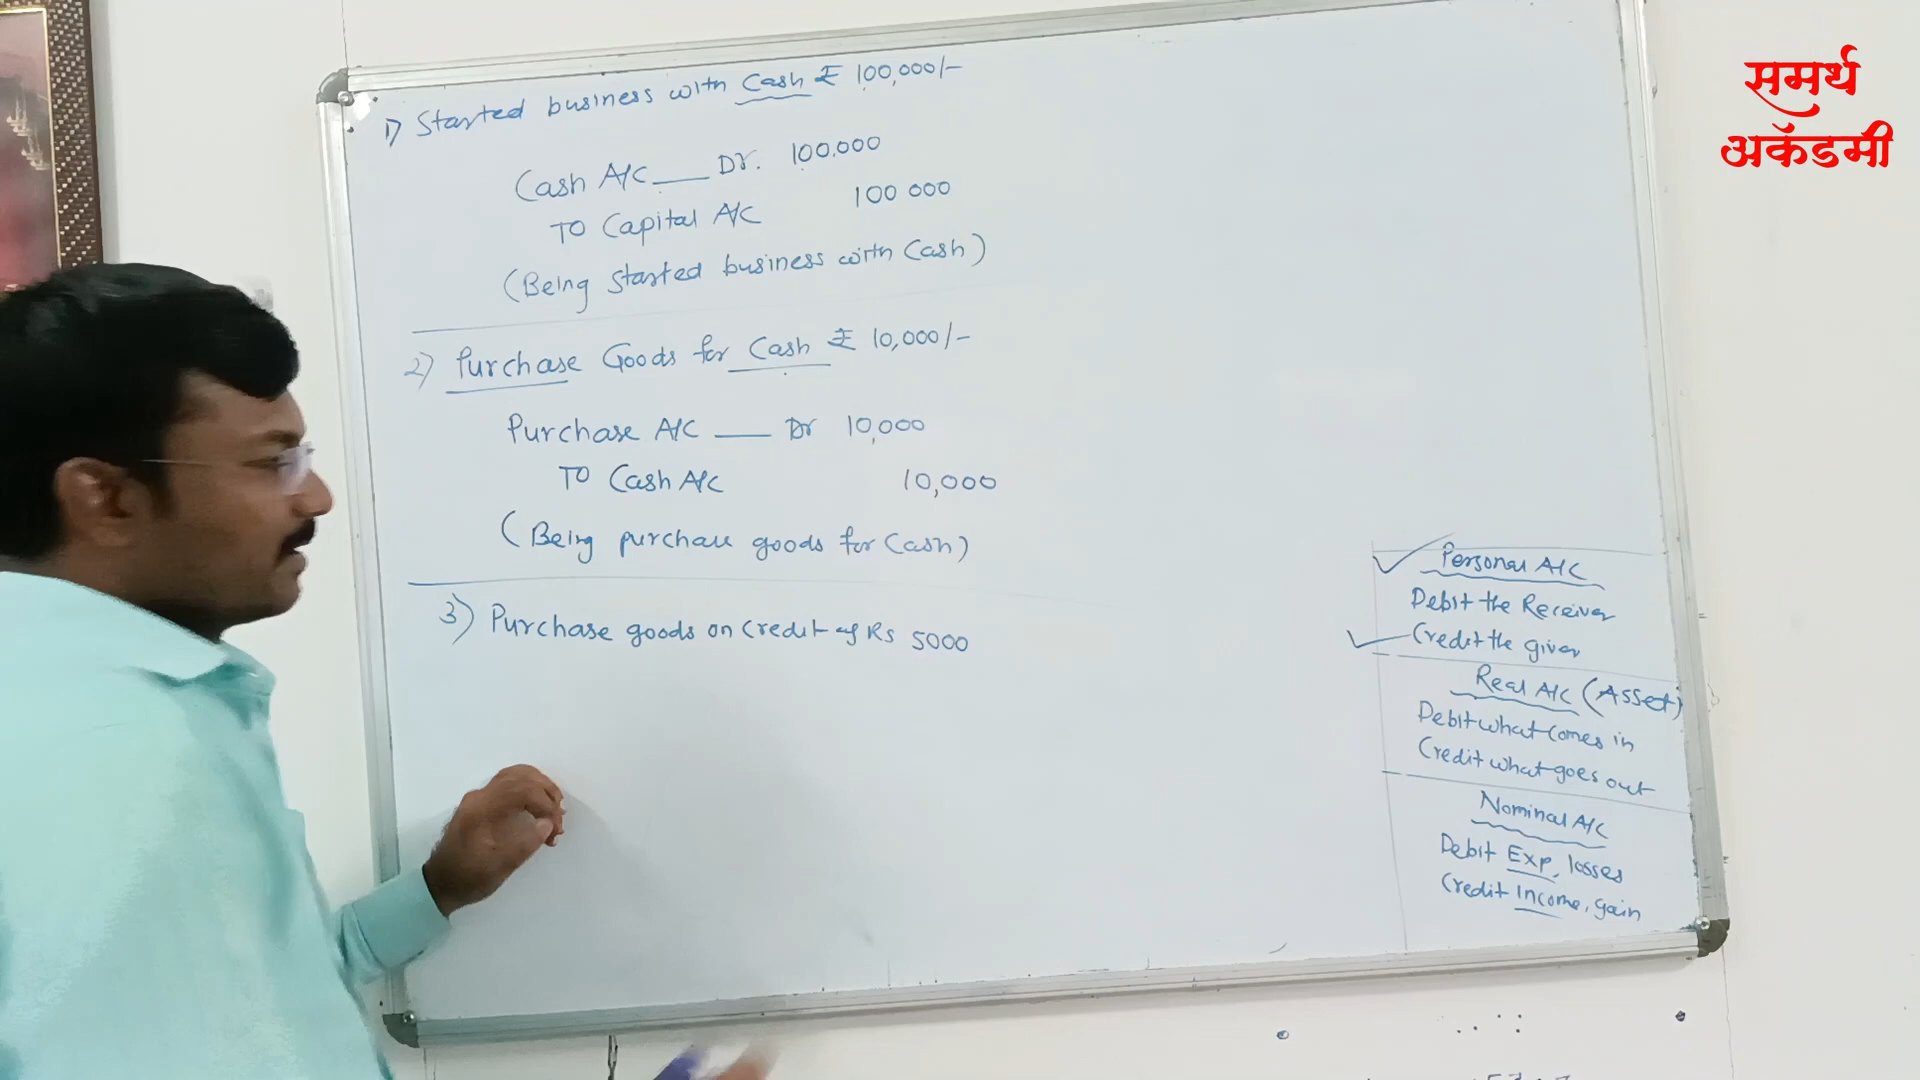 1) Started business with Cash ₹ 100,000/-
Cash A/C ___ Dr. 100,000
TO Capital A/C 100 000
(Being started business with Cash)
2) Purchase Goods for Cash ₹ 10,000/-
Purchase A/C ___ Dr 10,000
TO Cash A/C 10,000
(Being purchase goods for Cash)
3) Purchase goods on credit of Rs 5000
Personal A/C
Debit the Receiver
Credit the giver
Real A/C (Asset)
Debit what comes in
Credit what goes out
Nominal A/C
Debit Exp, losses
Credit Income, gain
समर्थ
अकॅडमी